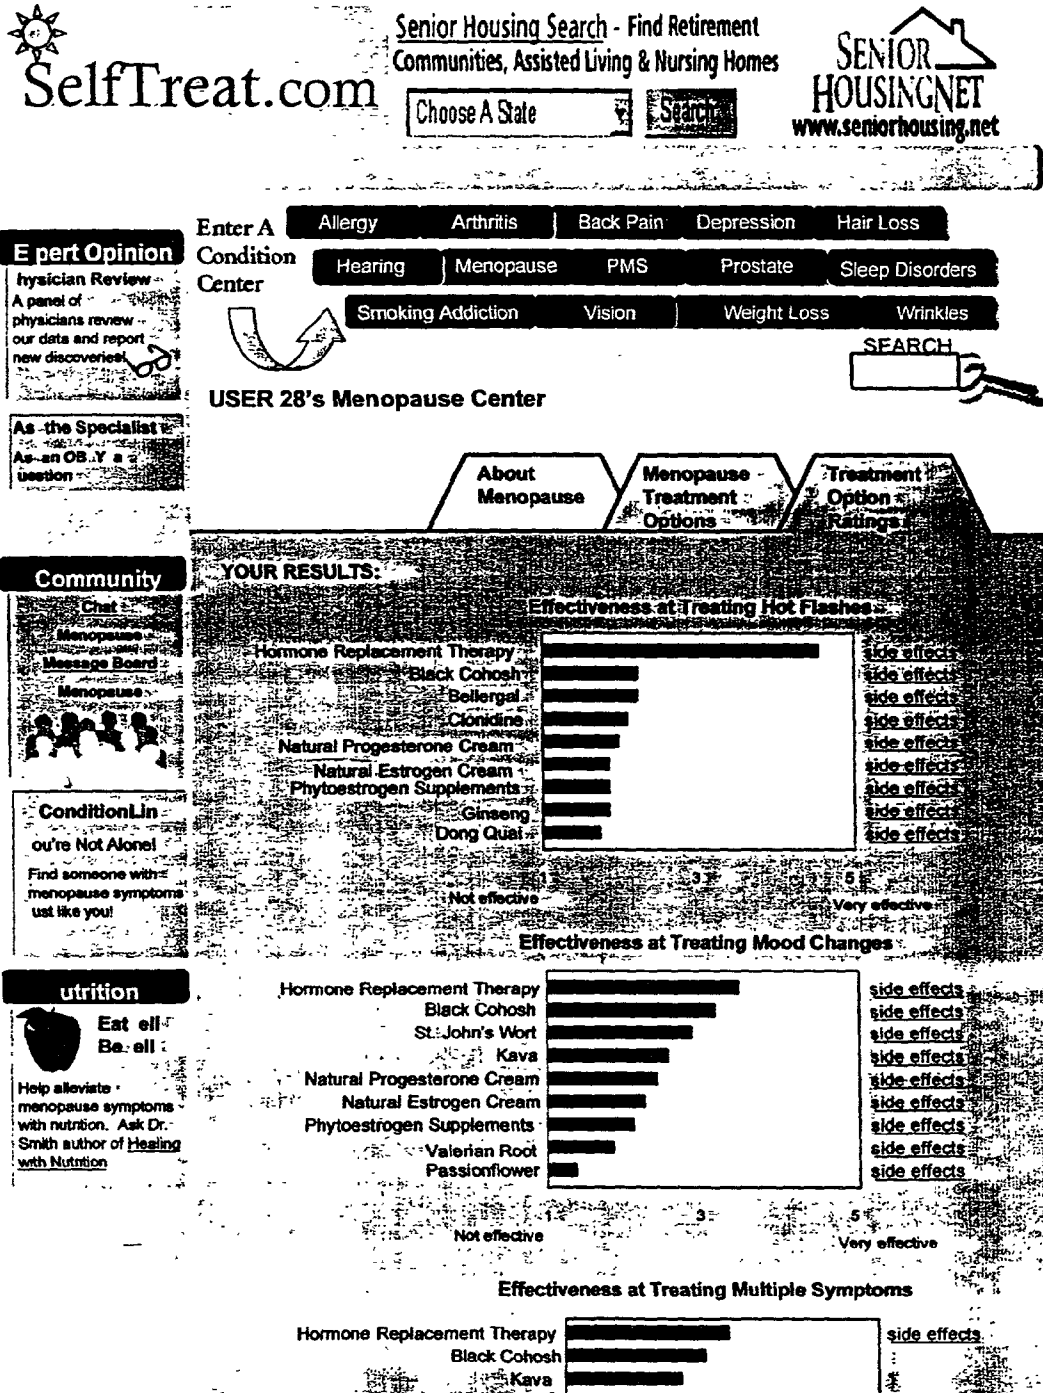 SelfTreat.com
Senior Housing Search - Find Retirement
Communities, Assisted Living & Nursing Homes
Choose A State
Search
SENIOR
HOUSINGNET
www.seniorhousing.net
Enter A
Condition
Center
Allergy
Arthritis
Back Pain
Depression
Hair Loss
Hearing
Menopause
PMS
Prostate
Sleep Disorders
Smoking Addiction
Vision
Weight Loss
Wrinkles
SEARCH
E pert Opinion
hysician Review
A panel of
physicians review
our data and report
new discoveries!
As the Specialist
As an OB Y a
uestion
USER 28's Menopause Center
About
Menopause
Menopause
Treatment
Options
Treatment
Option
Ratings
Community
Chat
Menopause
Message Board
Menopause
ConditionLin
ou're Not Alone!
Find someone with
menopause symptoms
ust like you!
utrition
Eat ell
Be ell
Help alleviate
menopause symptoms
with nutrition. Ask Dr.
Smith author of Healing
with Nutrition
YOUR RESULTS:
Effectiveness at Treating Hot Flashes
Hormone Replacement Therapy side effects
Black Cohosh side effects
Bellergal side effects
Clonidine side effects
Natural Progesterone Cream side effects
Natural Estrogen Cream side effects
Phytoestrogen Supplements side effects
Ginseng side effects
Dong Quai side effects
1 3 5
Not effective Very effective
Effectiveness at Treating Mood Changes
Hormone Replacement Therapy side effects
Black Cohosh side effects
St. John's Wort side effects
Kava side effects
Natural Progesterone Cream side effects
Natural Estrogen Cream side effects
Phytoestrogen Supplements side effects
Valerian Root side effects
Passionflower side effects
1 3 5
Not effective Very effective
Effectiveness at Treating Multiple Symptoms
Hormone Replacement Therapy side effects
Black Cohosh
Kava